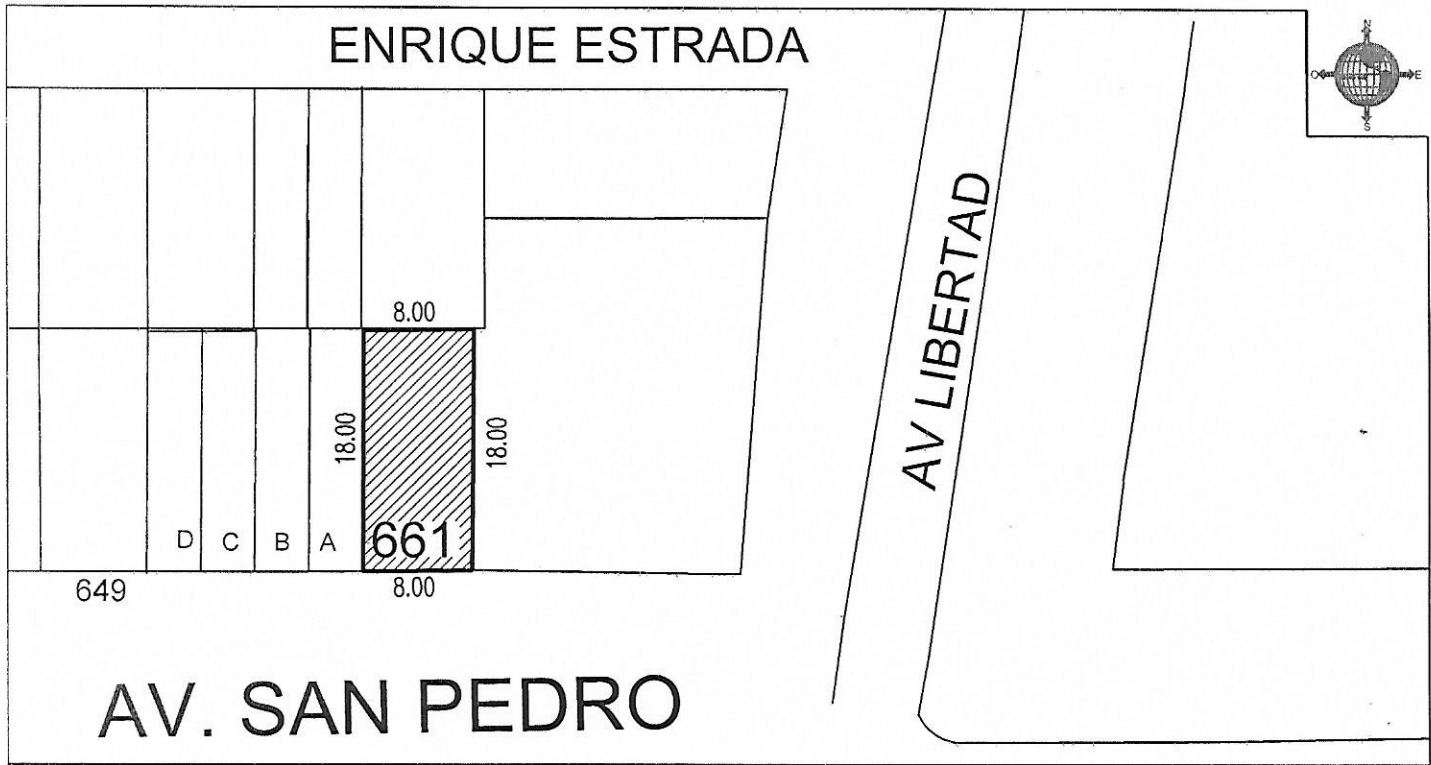 ENRIQUE ESTRADA
N
O
E
S
8.00
18.00
18.00
AV LIBERTAD
D
C
B
A
661
649
8.00
AV. SAN PEDRO